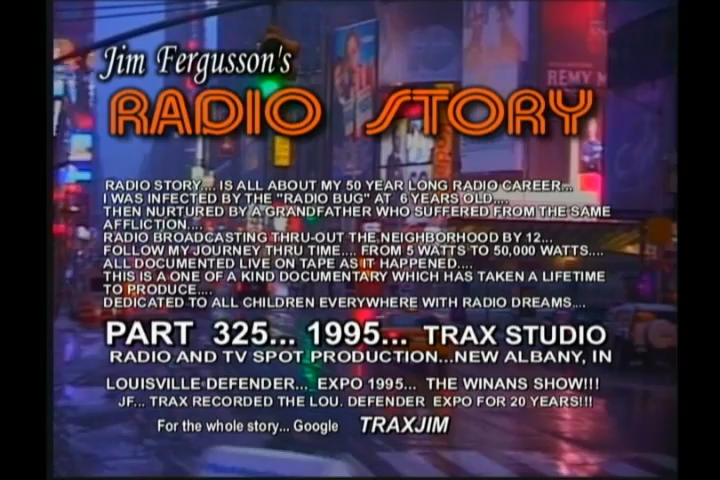 Jim Fergusson's
RADIO STORY
REMY M
RADIO STORY.... IS ALL ABOUT MY 50 YEAR LONG RADIO CAREER...
I WAS INFECTED BY THE "RADIO BUG" AT 6 YEARS OLD....
THEN NURTURED BY A GRANDFATHER WHO SUFFERED FROM THE SAME
AFFLICTION....
RADIO BROADCASTING THRU-OUT THE NEIGHBORHOOD BY 12...
FOLLOW MY JOURNEY THRU TIME.... FROM 5 WATTS TO 50,000 WATTS....
ALL DOCUMENTED LIVE ON TAPE AS IT HAPPENED....
THIS IS A ONE OF A KIND DOCUMENTARY WHICH HAS TAKEN A LIFETIME
TO PRODUCE....
DEDICATED TO ALL CHILDREN EVERYWHERE WITH RADIO DREAMS....
PART 325... 1995... TRAX STUDIO
RADIO AND TV SPOT PRODUCTION...NEW ALBANY, IN
LOUISVILLE DEFENDER... EXPO 1995... THE WINANS SHOW!!!
JF... TRAX RECORDED THE LOU. DEFENDER EXPO FOR 20 YEARS!!!
For the whole story... Google TRAXJIM